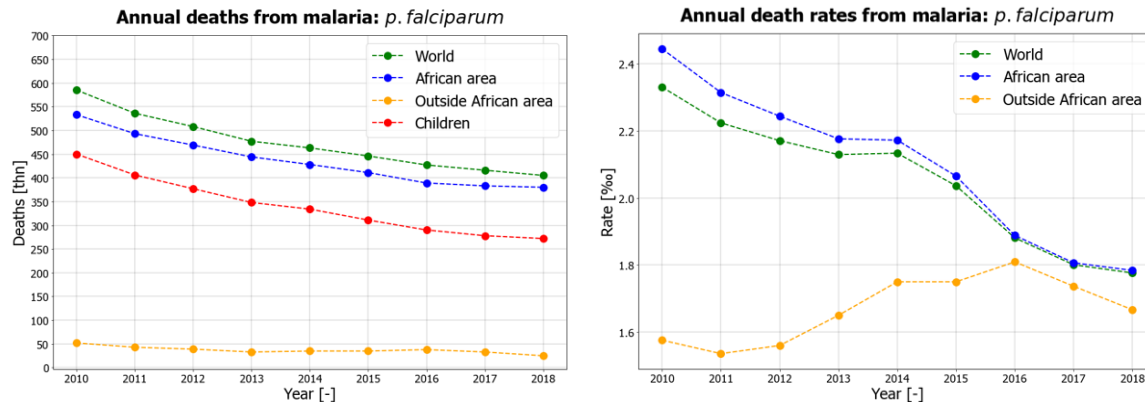 Annual deaths from malaria: p. falciparum
700
650
600
550
500
450
400
350
300
250
200
150
100
50
0
Deaths [thn]
World
African area
Outside African area
Children
2010 2011 2012 2013 2014 2015 2016 2017 2018
Year [-]
Annual death rates from malaria: p. falciparum
2.4
2.2
2.0
1.8
1.6
Rate [‰]
World
African area
Outside African area
2010 2011 2012 2013 2014 2015 2016 2017 2018
Year [-]